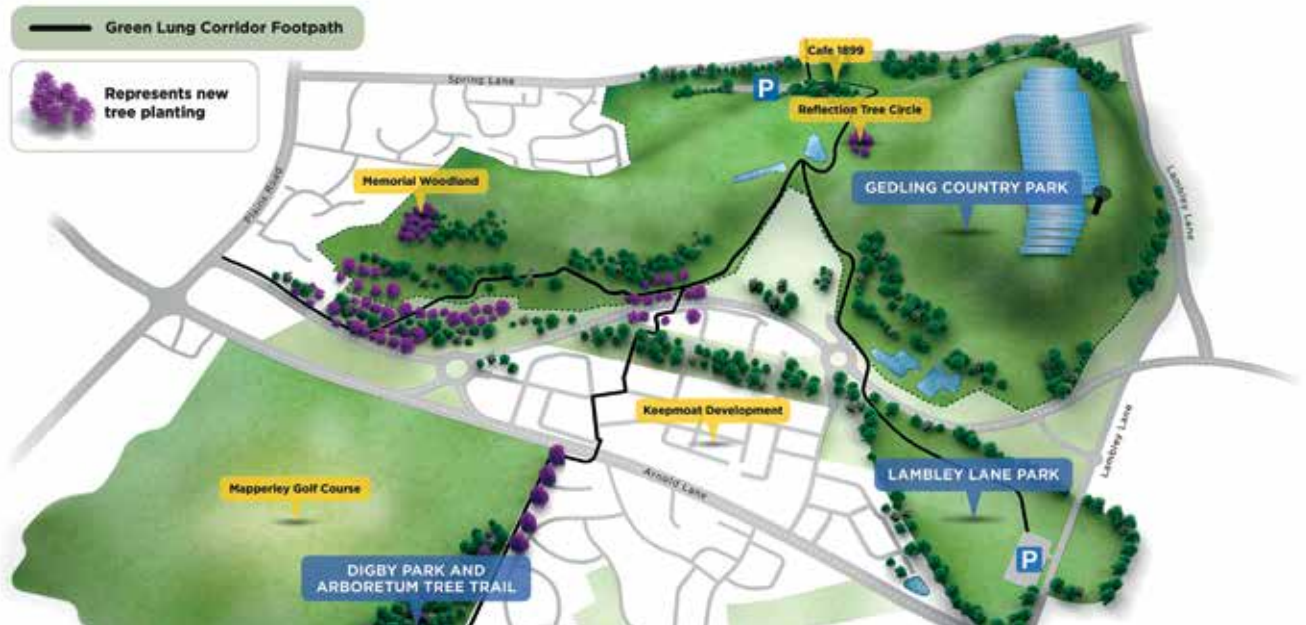 Green Lung Corridor Footpath
Represents new
tree planting
Cafe 1899
Spring Lane
P
Reflection Tree Circle
Memorial Woodland
GEDLING COUNTRY PARK
Plains Road
Lambley Lane
Keepmoat Development
Lambley Lane
LAMBLEY LANE PARK
Arnold Lane
Mapperley Golf Course
P
DIGBY PARK AND
ARBORETUM TREE TRAIL